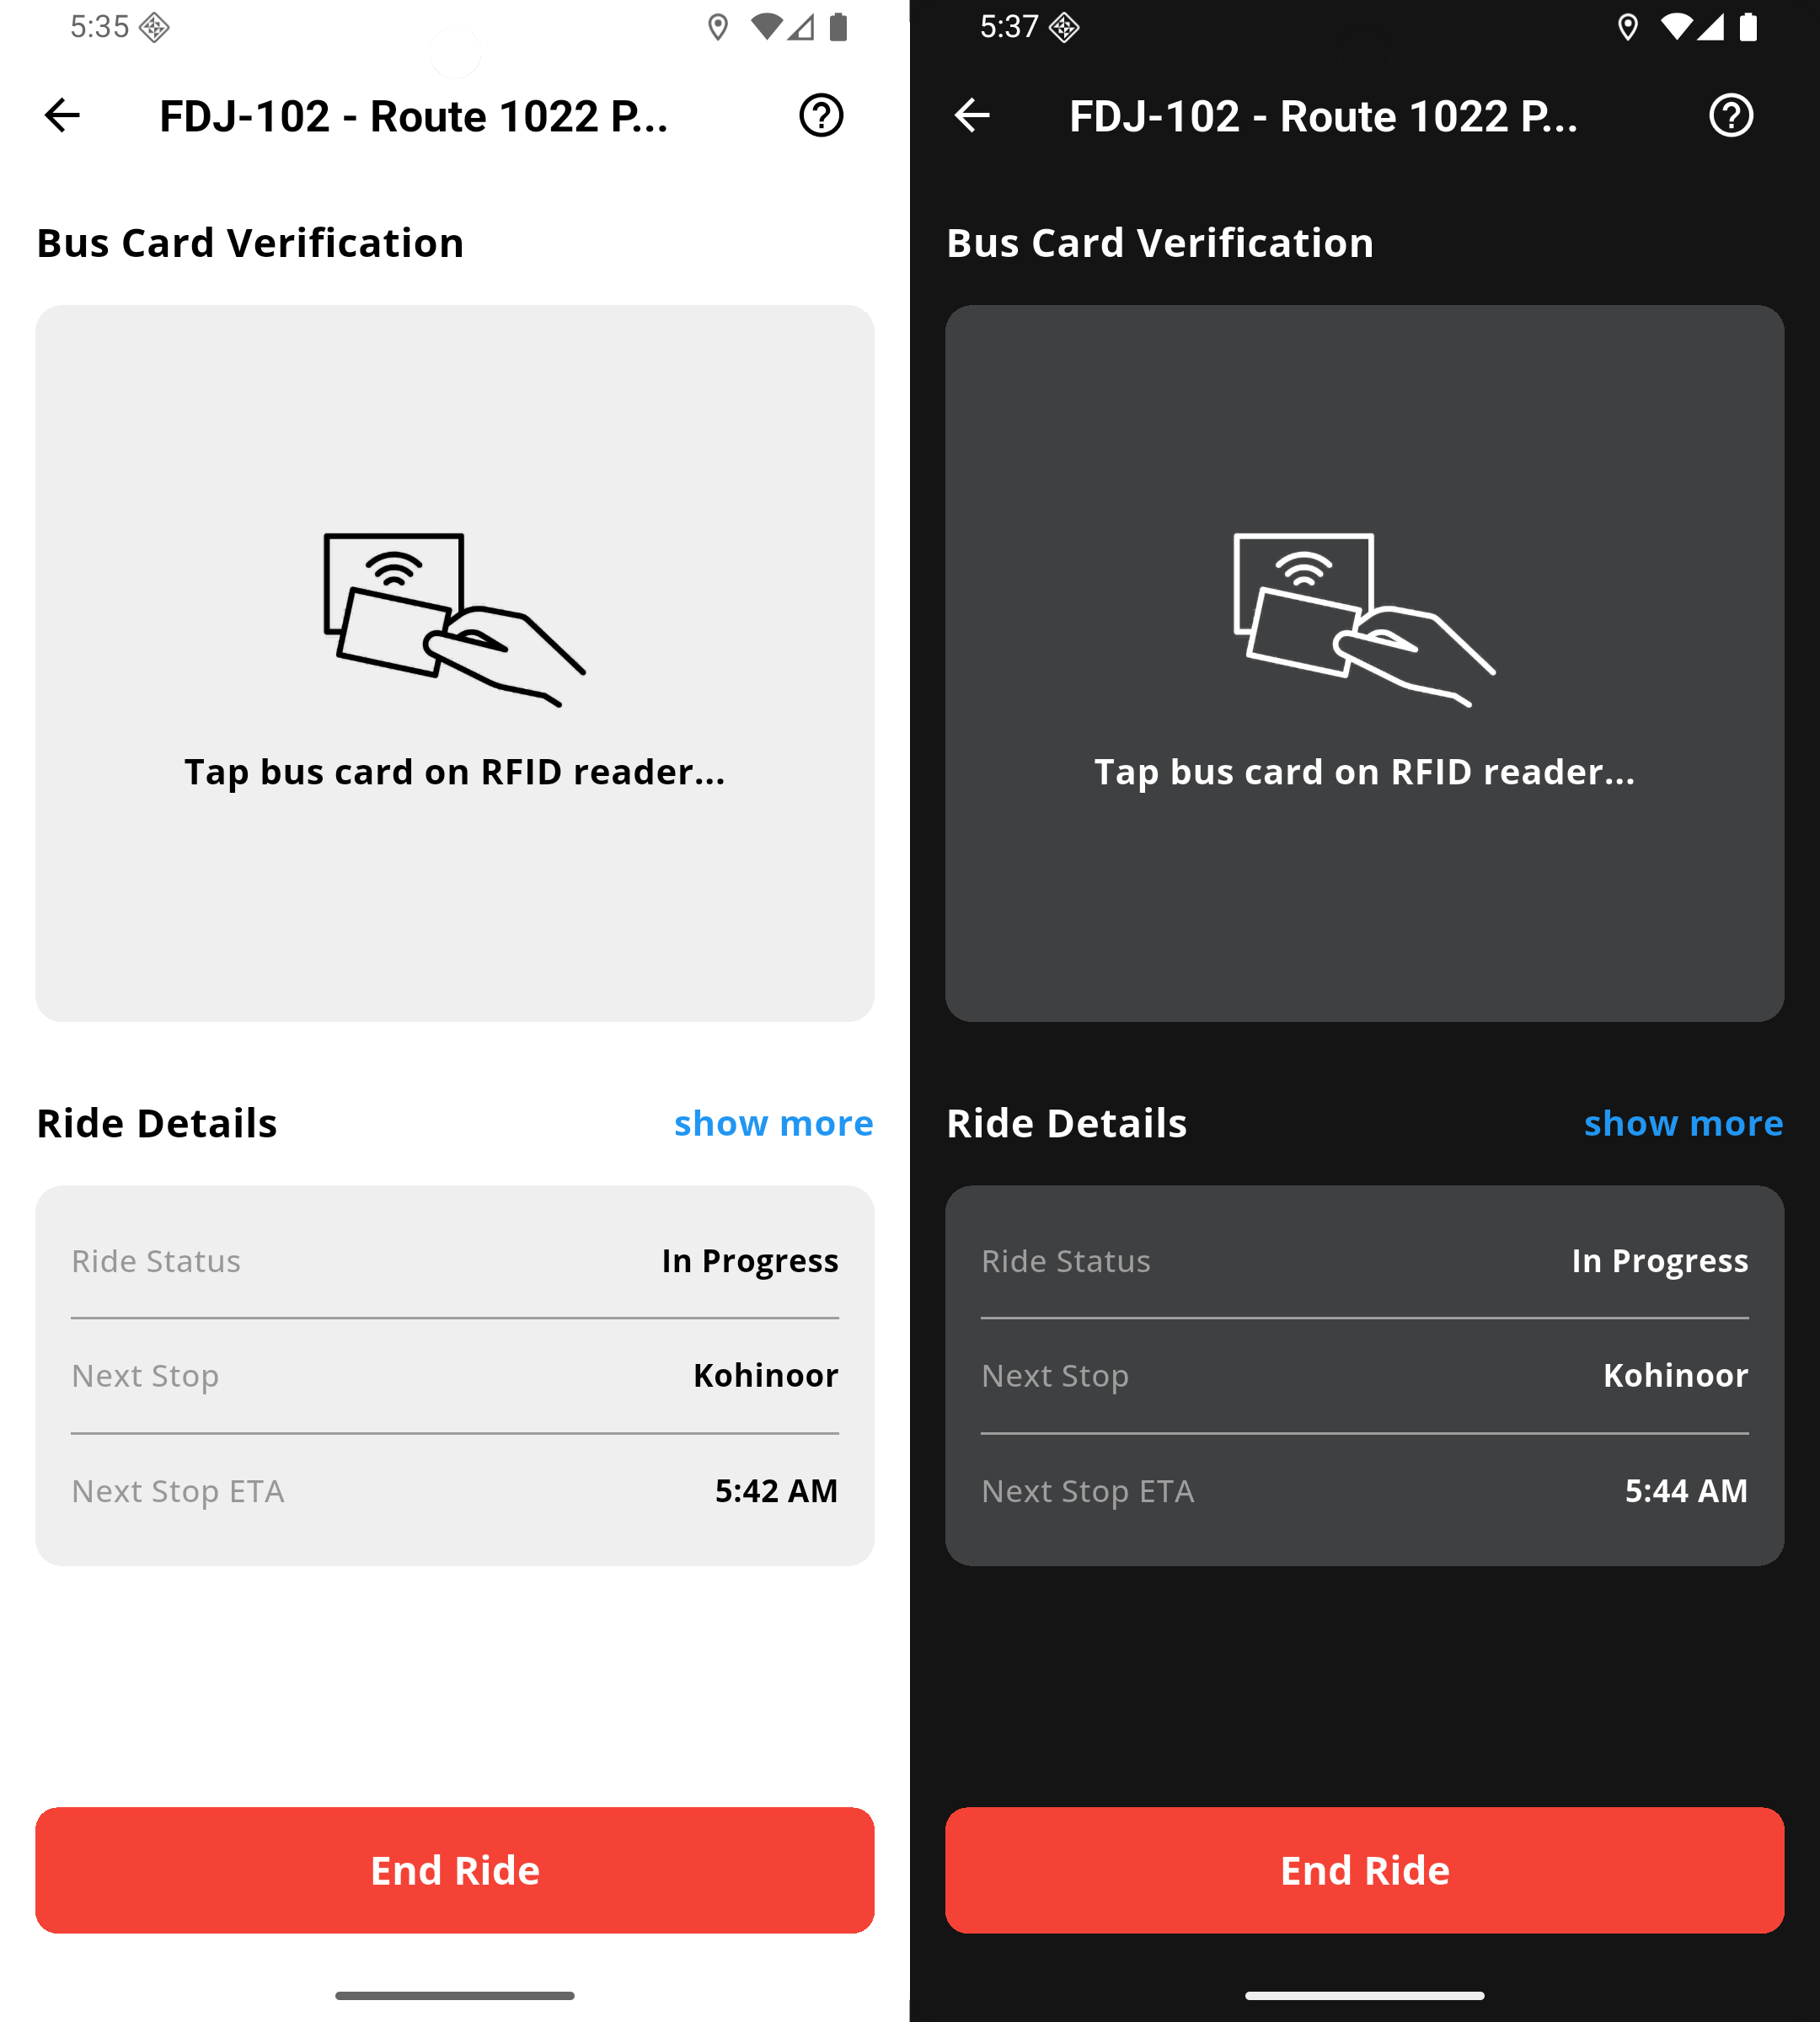 5:35
FDJ-102 - Route 1022 P...
Bus Card Verification
Tap bus card on RFID reader...
Ride Details show more
Ride Status In Progress
Next Stop Kohinoor
Next Stop ETA 5:42 AM
End Ride
5:37
FDJ-102 - Route 1022 P...
Bus Card Verification
Tap bus card on RFID reader...
Ride Details show more
Ride Status In Progress
Next Stop Kohinoor
Next Stop ETA 5:44 AM
End Ride